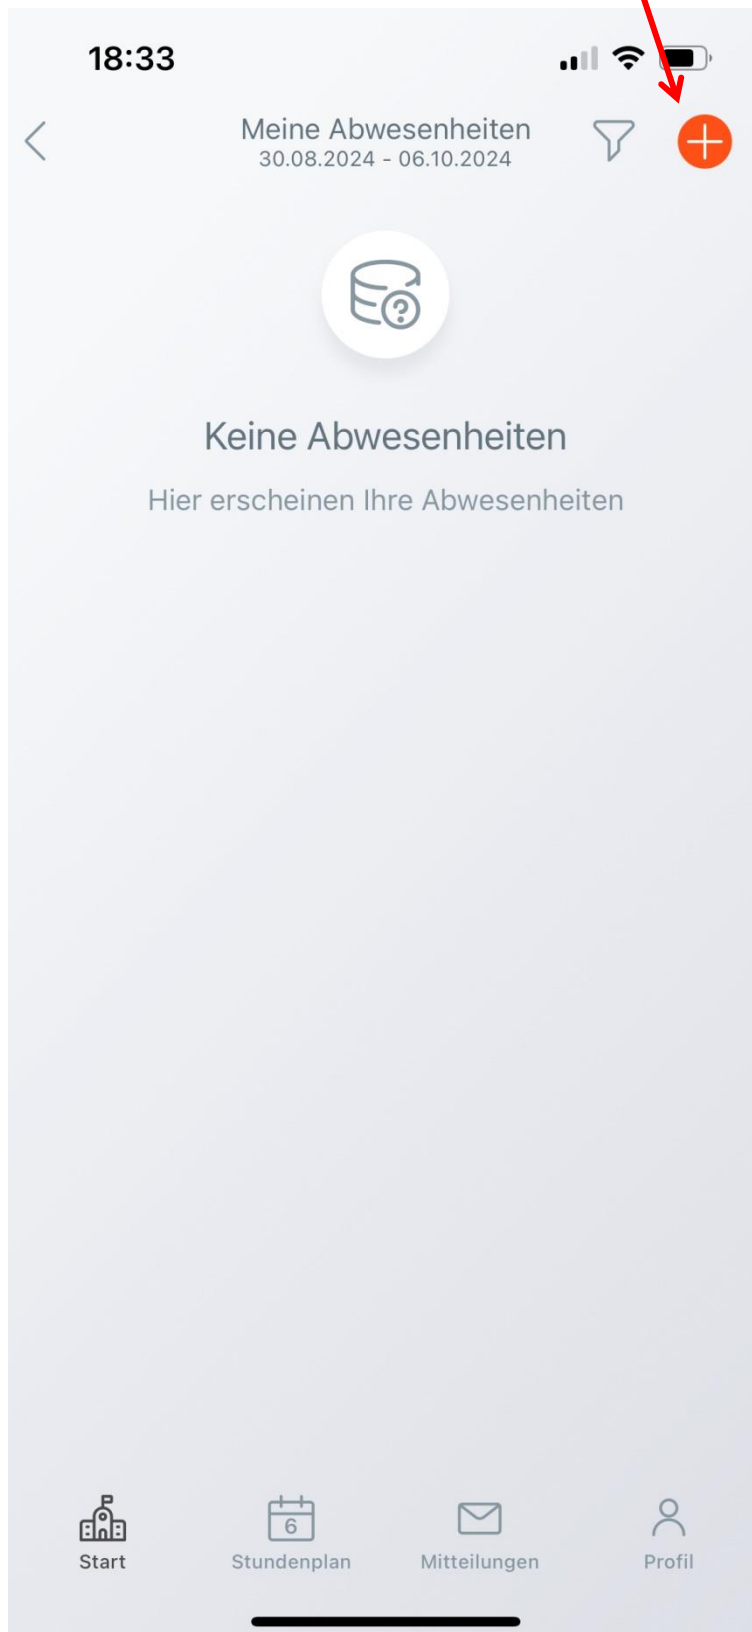 18:33
Meine Abwesenheiten
30.08.2024 - 06.10.2024
?
Keine Abwesenheiten
Hier erscheinen Ihre Abwesenheiten
6
Start Stundenplan Mitteilungen Profil